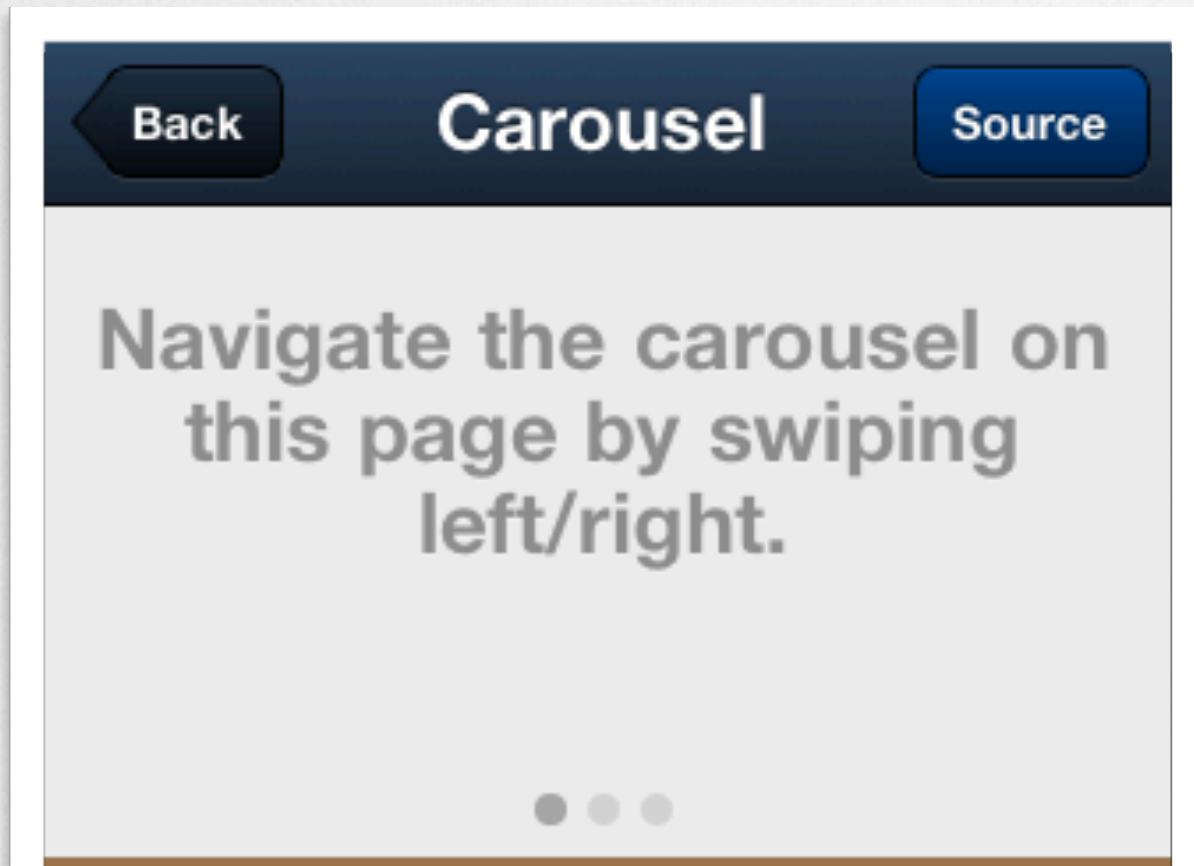 Back Carousel Source
Navigate the carousel on
this page by swiping
left/right.